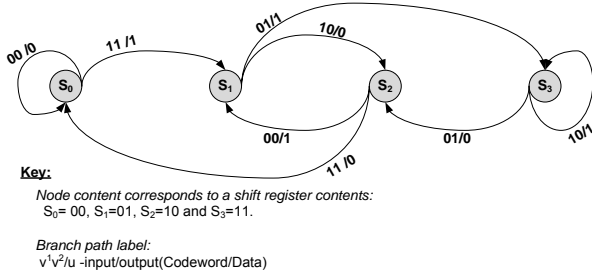 00 /0
11 /1
01/1
10/0
S₀
S₁
S₂
S₃
00/1
11 /0
01/0
10/1
Key:
Node content corresponds to a shift register contents:
S₀= 00, S₁=01, S₂=10 and S₃=11.
Branch path label:
v¹v²/u -input/output(Codeword/Data)